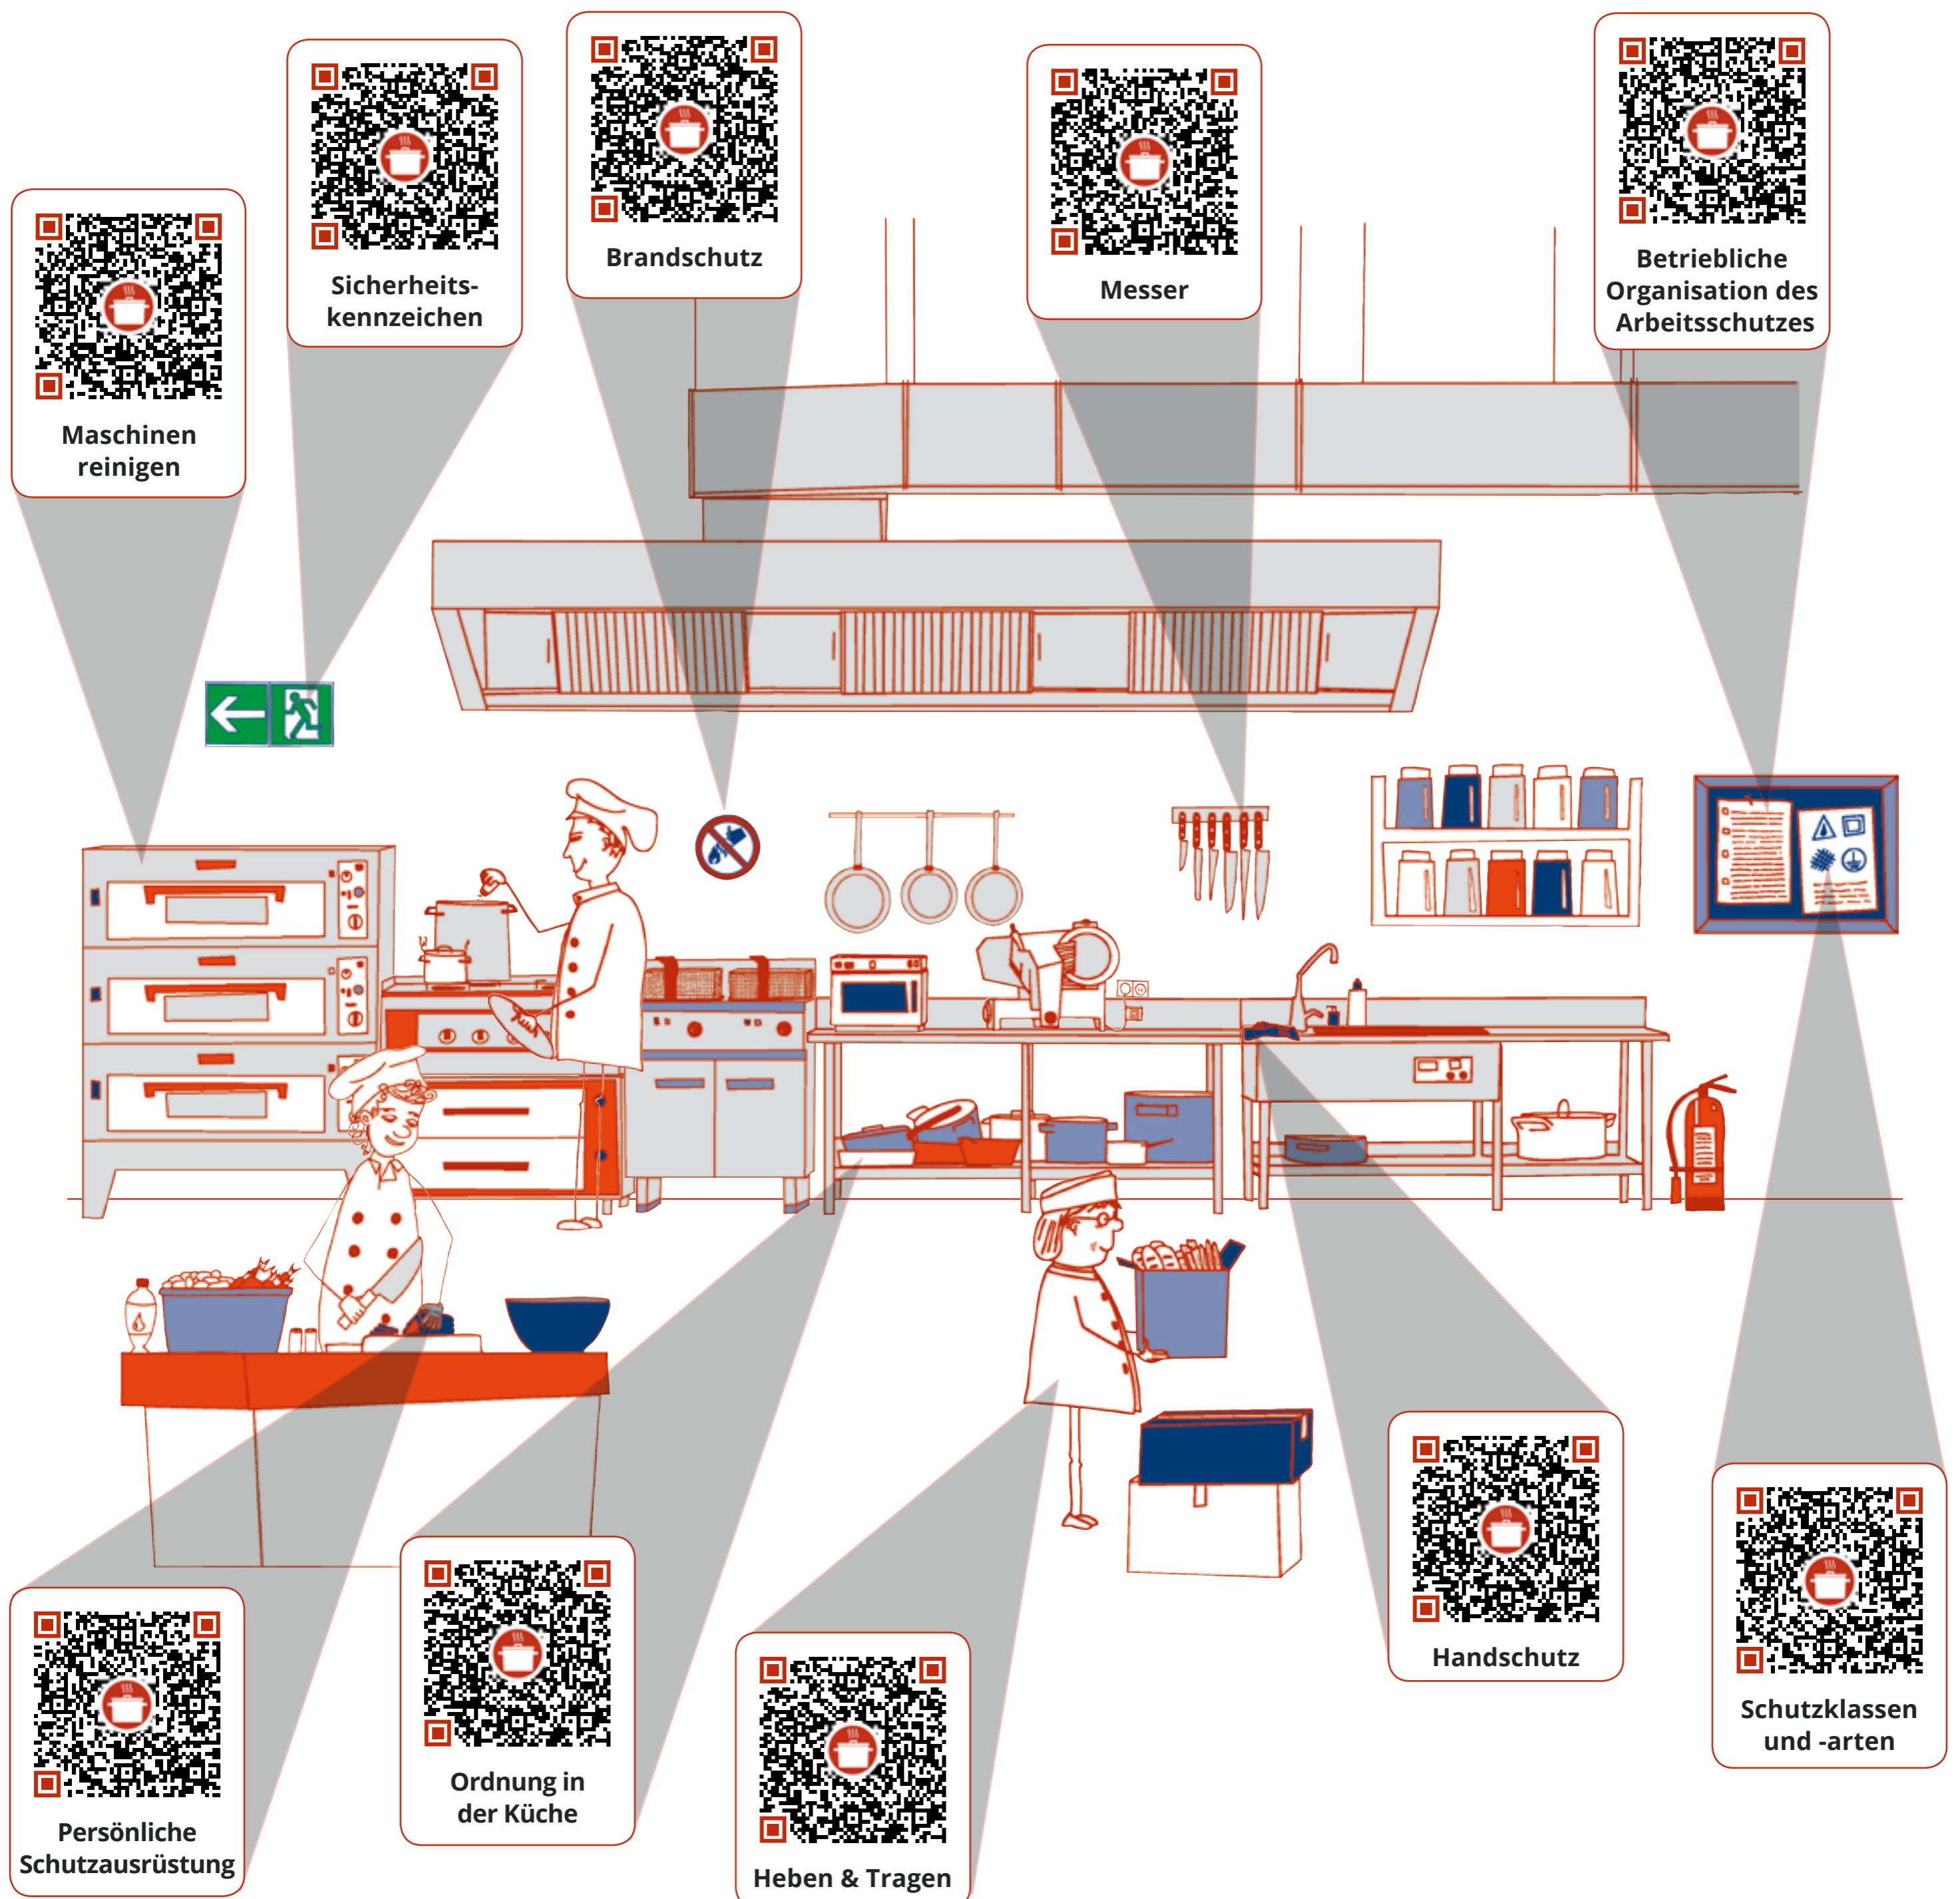 Brandschutz
Sicherheits-
kennzeichen
Messer
Betriebliche
Organisation des
Arbeitsschutzes
Maschinen
reinigen
Handschutz
Schutzklassen
und -arten
Ordnung in
der Küche
Persönliche
Schutzausrüstung
Heben & Tragen